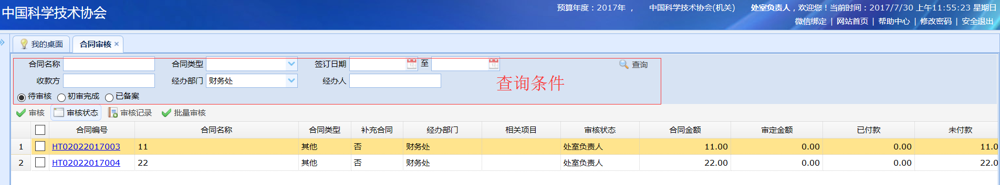 中国科学技术协会
预算年度：2017年 ， 中国科学技术协会(机关) 处室负责人，欢迎您！当前时间：2017/7/30 上午11:55:23 星期日
微信绑定 | 网站首页 | 帮助中心 | 修改密码 | 安全退出
我的桌面 合同审核
合同名称 合同类型 签订日期 至 查询
收款方 经办部门 财务处 经办人
查询条件
待审核 初审完成 已备案
审核 审核状态 审核记录 批量审核
合同编号 合同名称 合同类型 补充合同 经办部门 相关项目 审核状态 合同金额 审定金额 已付款 未付款
1 HT02022017003 11 其他 否 财务处 处室负责人 11.00 0.00 0.00 11.0
2 HT02022017004 22 其他 否 财务处 处室负责人 22.00 0.00 0.00 22.0